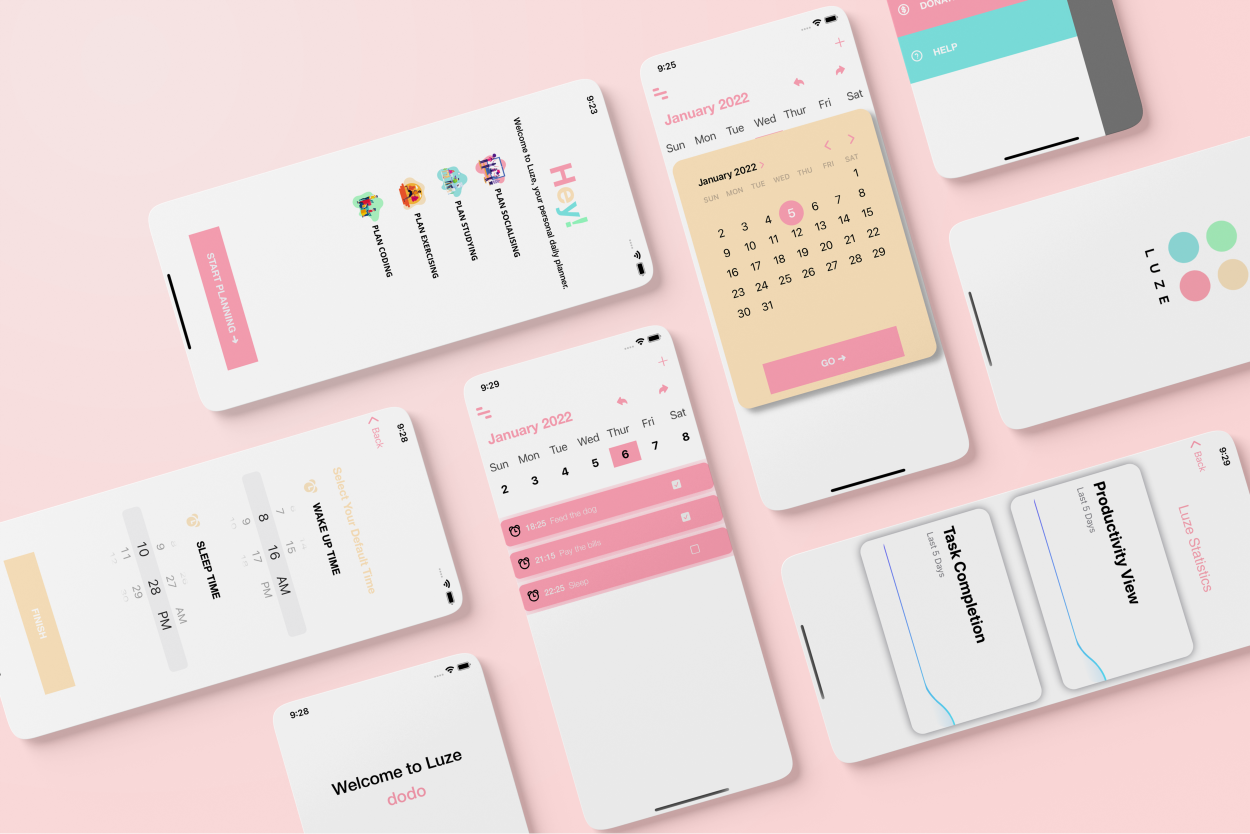 9:23
Hey!
Welcome to Luze, your personal daily planner.
PLAN SOCIALISING
PLAN STUDYING
PLAN EXERCISING
PLAN CODING
START PLANNING →
9:25
January 2022
Sun Mon Tue Wed Thur Fri Sat
January 2022 >
SUN MON TUE WED THU FRI SAT
1
2 3 4 5 6 7 8
9 10 11 12 13 14 15
16 17 18 19 20 21 22
23 24 25 26 27 28 29
30 31
GO →
HELP
LUZE
9:28
Back
Select Your Default Time
WAKE UP TIME
7 15
8 16 AM
9 17 PM
SLEEP TIME
9 27 AM
10 28 PM
11 29
FINISH
9:29
January 2022
Sun Mon Tue Wed Thur Fri Sat
2 3 4 5 6 7 8
18:25 Feed the dog
21:15 Pay the bills
22:25 Sleep
9:29
Back
Luze Statistics
Productivity View
Last 5 Days
Task Completion
Last 5 Days
9:28
Welcome to Luze
dodo